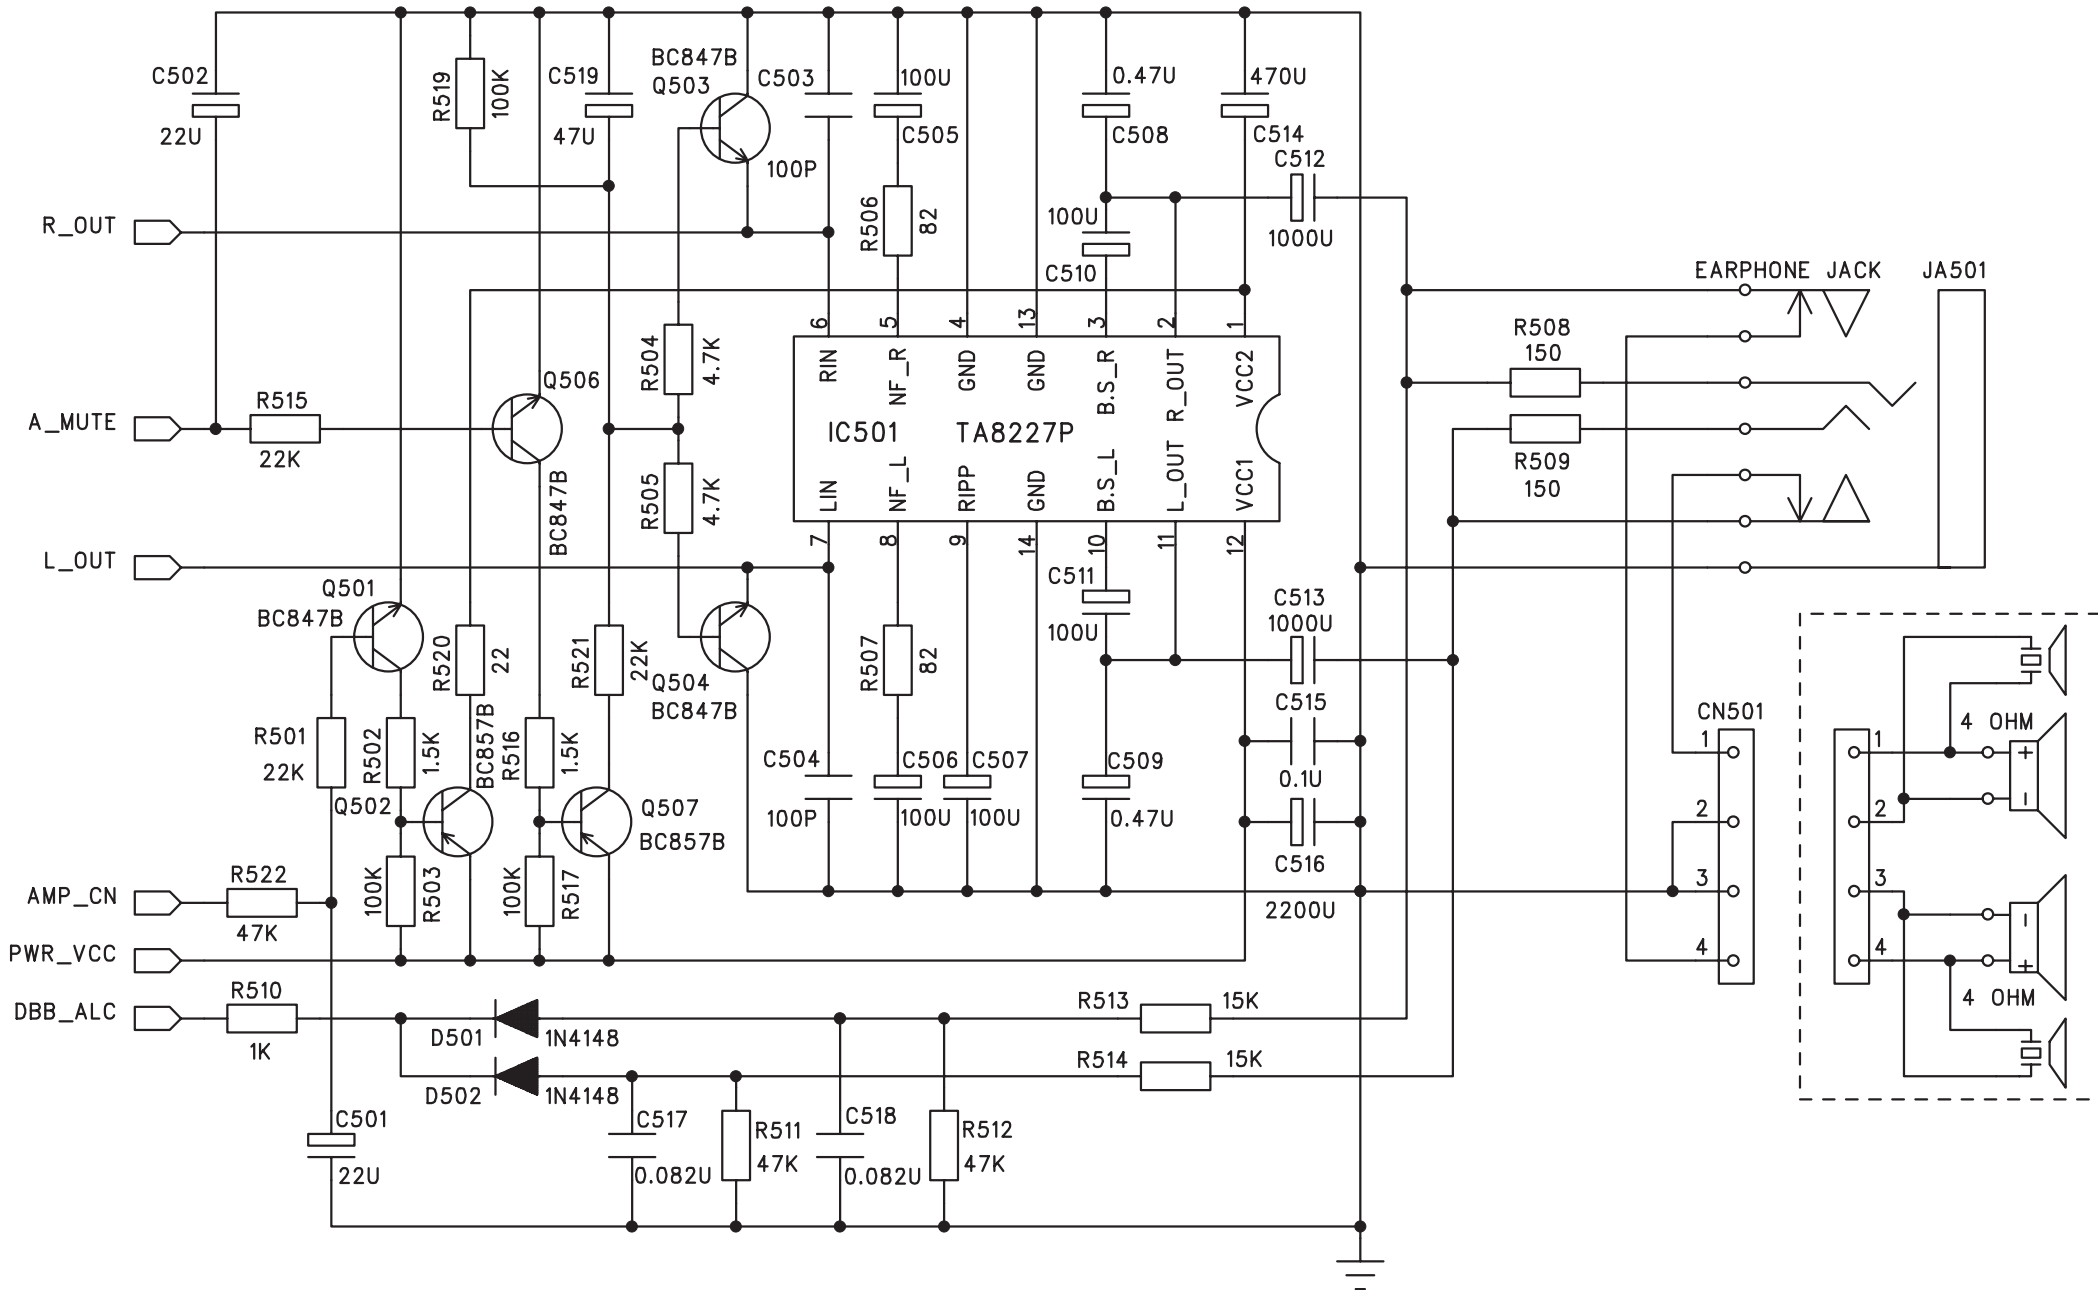 C502
22U
R519
100K
C519
47U
BC847B
Q503
100P
C503
100U
C505
R506
82
0.47U
C508
100U
C510
470U
C514
C512
1000U
R_OUT
A_MUTE
R515
22K
Q506
BC847B
R504
4.7K
R505
4.7K
6
5
4
13
3
2
1
RIN
NF_R
GND
GND
B.S_R
R_OUT
VCC2
IC501
TA8227P
LIN
NF_L
RIPP
GND
B.S_L
L_OUT
VCC1
7
8
9
14
10
11
12
EARPHONE JACK
JA501
R508
150
R509
150
L_OUT
Q501
BC847B
R520
22
R521
22K
Q504
BC847B
R507
82
C511
100U
C513
1000U
C515
0.1U
C516
2200U
R501
22K
R502
1.5K
BC857B
R516
1.5K
Q502
Q507
BC857B
C504
100P
C506
100U
C507
100U
C509
0.47U
CN501
1
2
3
4
1
2
3
4
4 OHM
+
−
−
+
4 OHM
AMP_CN
R522
47K
100K
R503
100K
R517
PWR_VCC
DBB_ALC
R510
1K
D501
1N4148
D502
1N4148
R513
15K
R514
15K
C501
22U
C517
0.082U
R511
47K
C518
0.082U
R512
47K